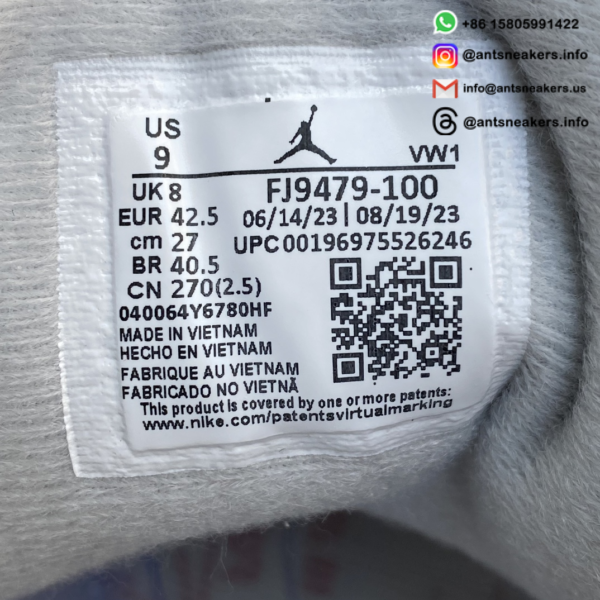 +86 15805991422
@antsneakers.info
info@antsneakers.us
@antsneakers.info
US
9
VW1
UK 8 FJ9479-100
EUR 42.5 06/14/23 | 08/19/23
cm 27 UPC00196975526246
BR 40.5
CN 270(2.5)
040064Y6780HF
MADE IN VIETNAM
HECHO EN VIETNAM
FABRIQUE AU VIETNAM
FABRICADO NO VIETNÃ
This product is covered by one or more patents:
www.nike.com/patentsvirtualmarking